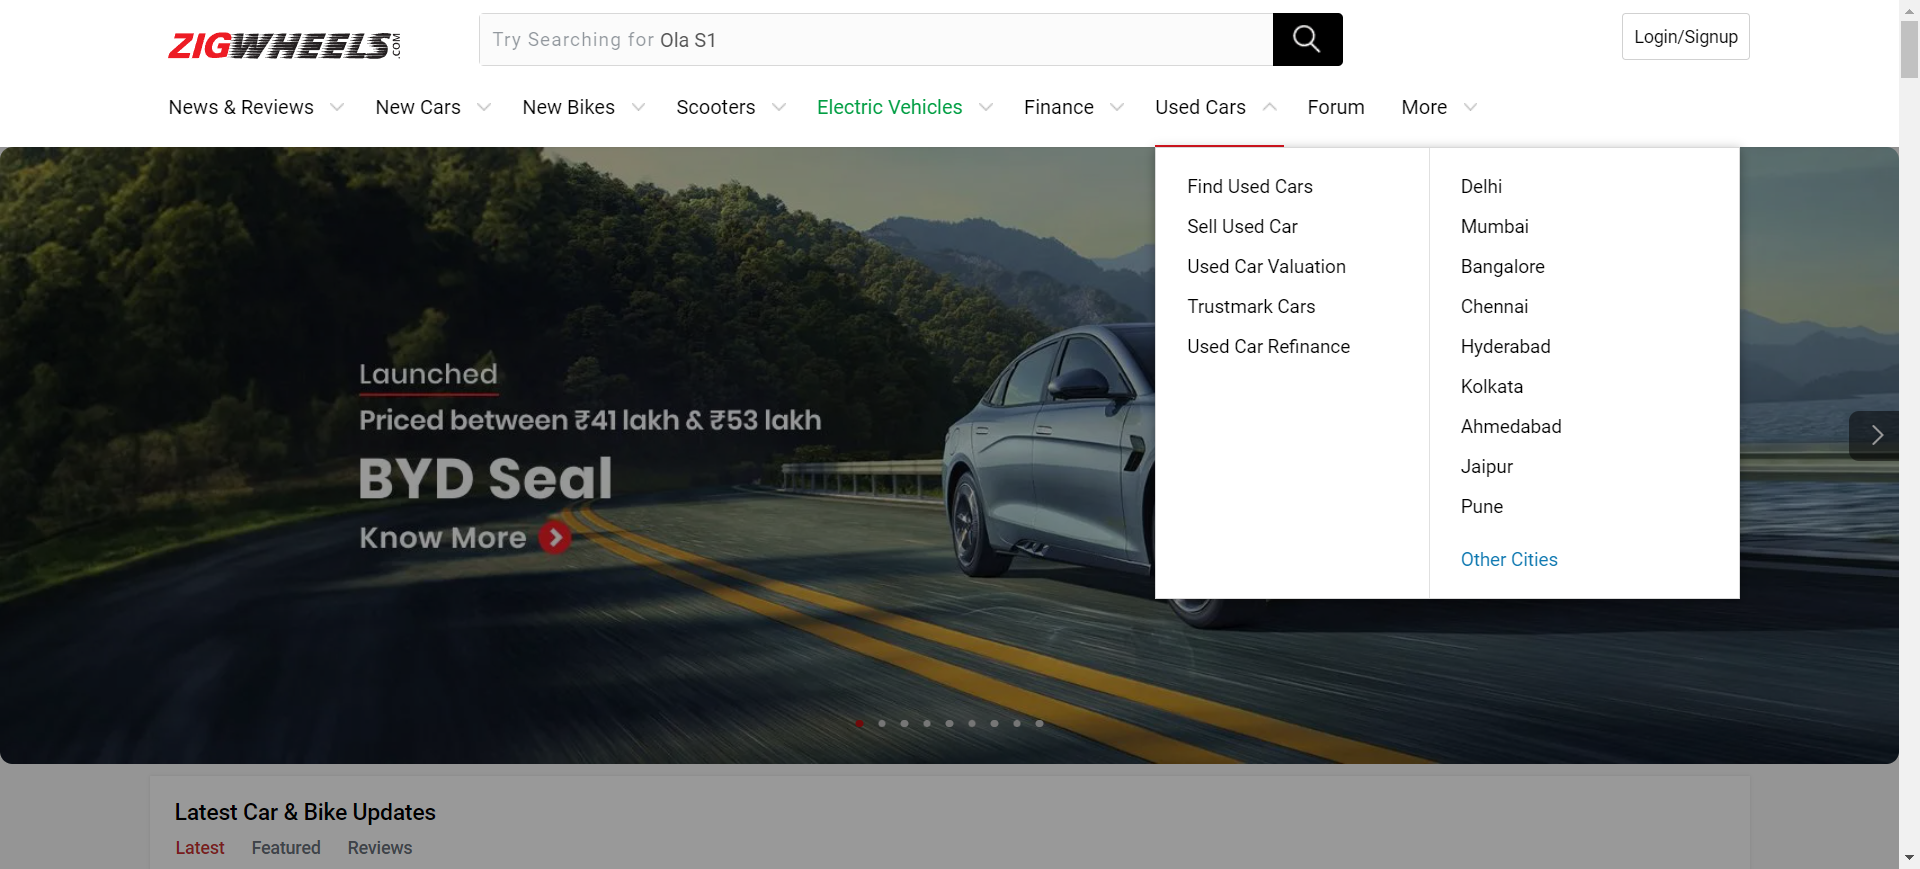 ZIGWHEELS.COM
Try Searching for Ola S1
Login/Signup
News & Reviews
New Cars
New Bikes
Scooters
Electric Vehicles
Finance
Used Cars
Forum
More
Find Used Cars
Sell Used Car
Used Car Valuation
Trustmark Cars
Used Car Refinance
Delhi
Mumbai
Bangalore
Chennai
Hyderabad
Kolkata
Ahmedabad
Jaipur
Pune
Other Cities
Launched
Priced between ₹41 lakh & ₹53 lakh
BYD Seal
Know More
Latest Car & Bike Updates
Latest
Featured
Reviews